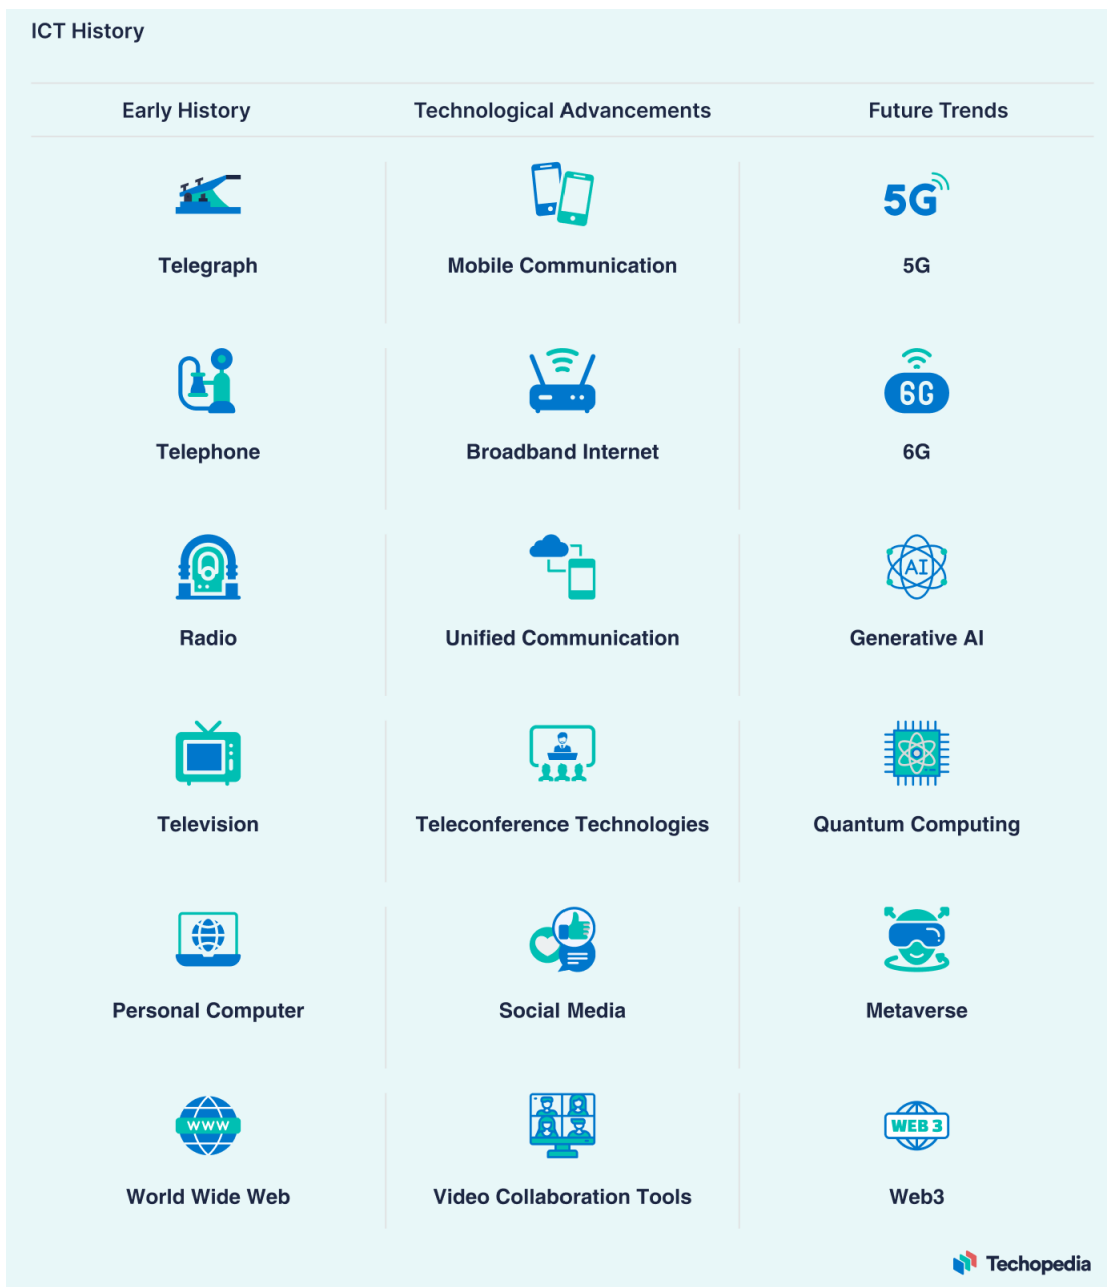 ICT History
Early History Technological Advancements Future Trends
5G
Telegraph Mobile Communication 5G
6G
Telephone Broadband Internet 6G
AI
Radio Unified Communication Generative AI
Television Teleconference Technologies Quantum Computing
Personal Computer Social Media Metaverse
WWW WEB 3
World Wide Web Video Collaboration Tools Web3
Techopedia